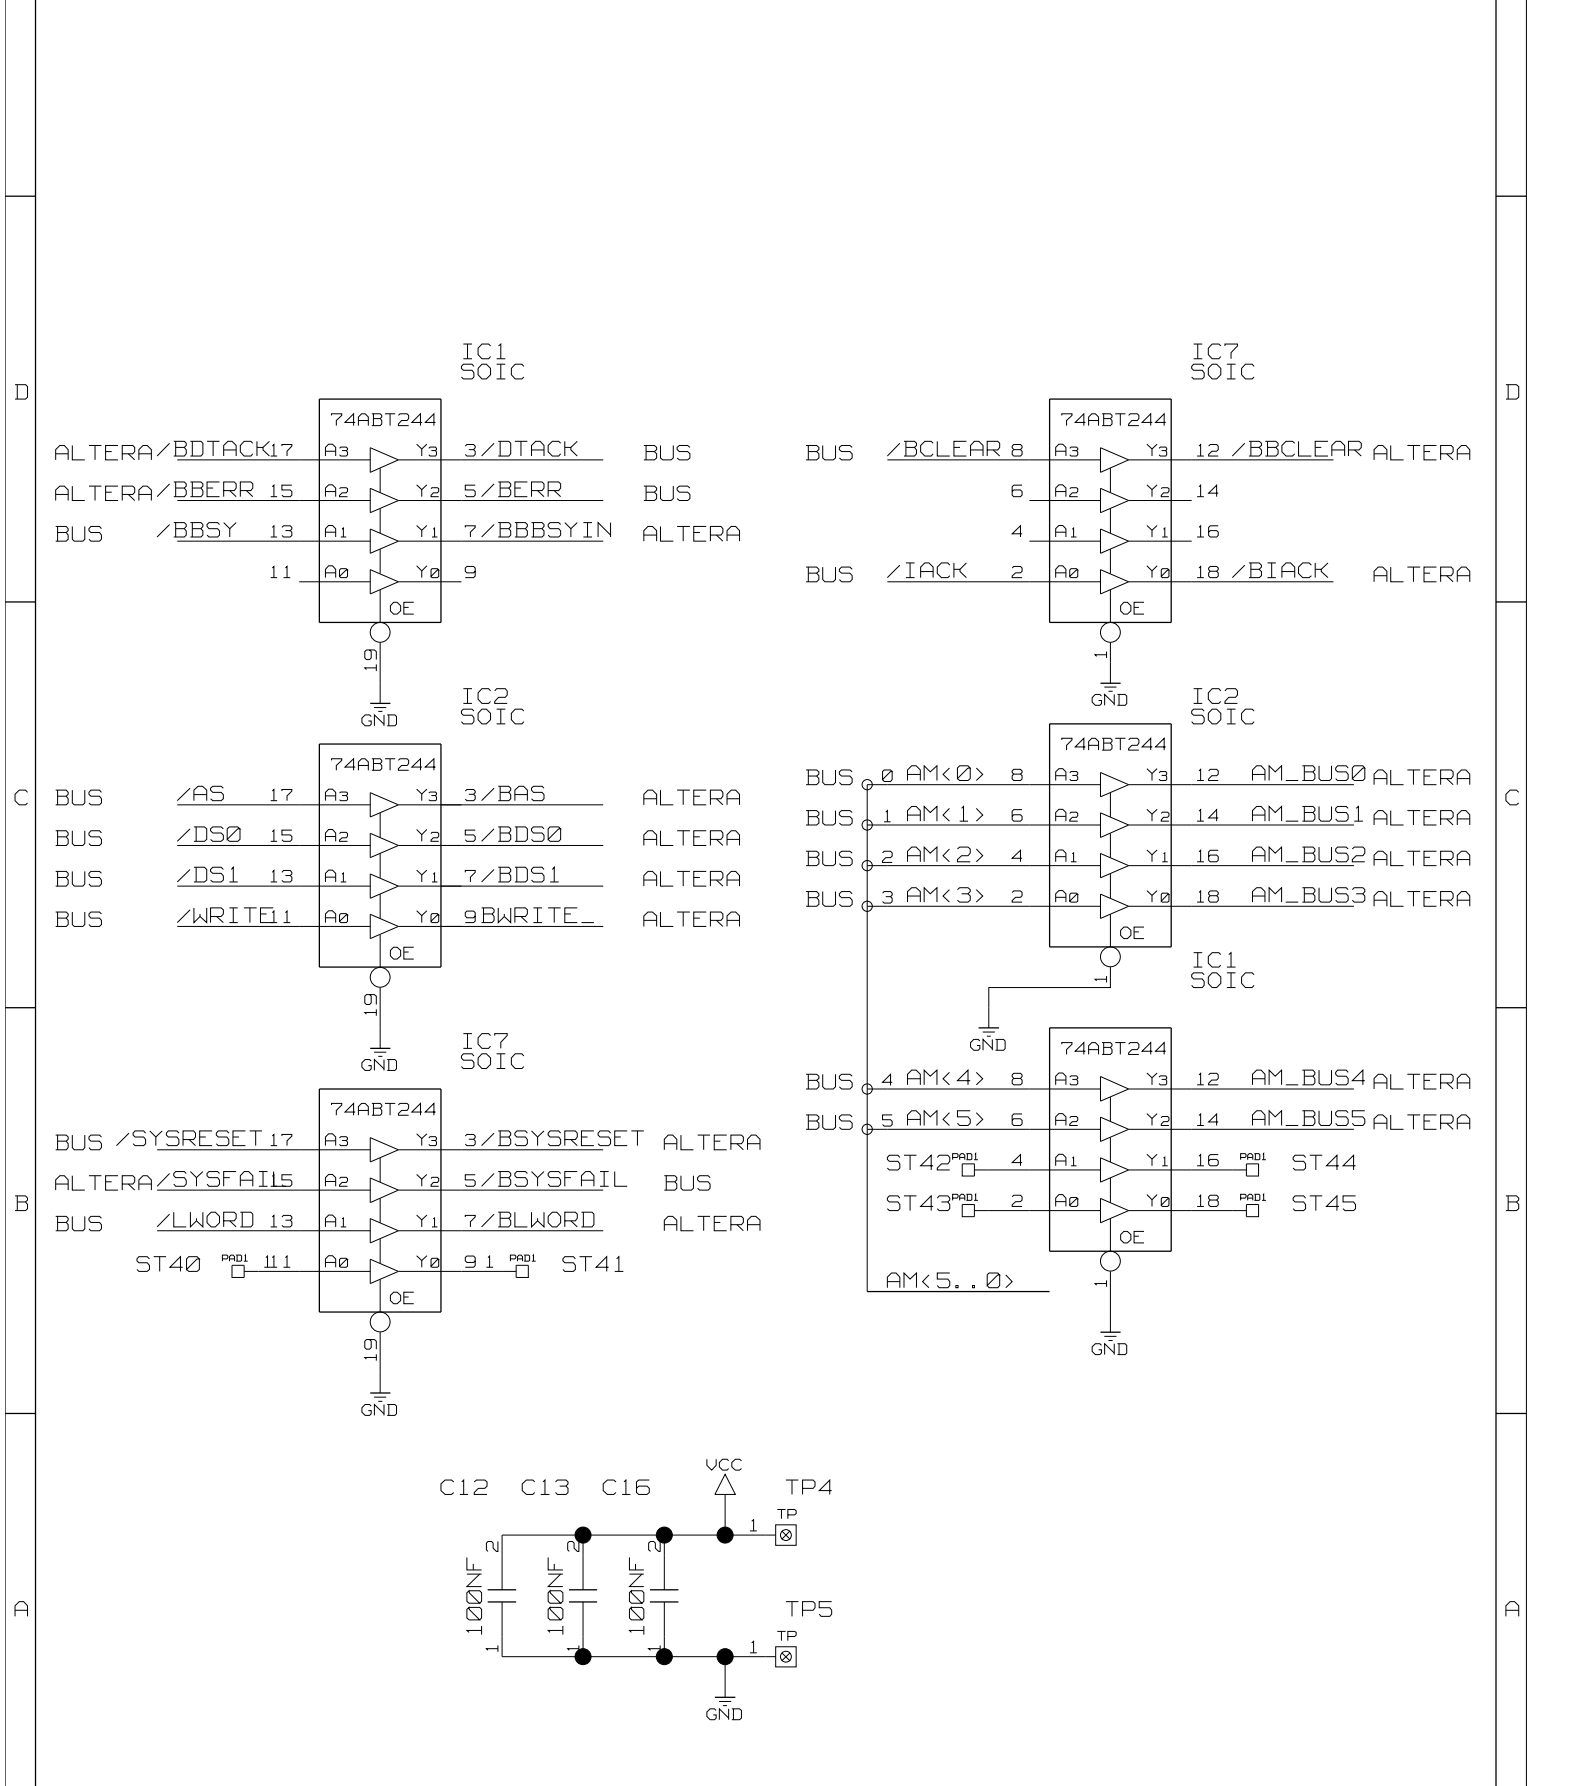 IC1
SOIC
74ABT244
ALTERA /BDTACK 17 A3 Y3 3 /DTACK BUS
ALTERA /BBERR 15 A2 Y2 5 /BERR BUS
BUS /BBSY 13 A1 Y1 7 /BBBSYIN ALTERA
11 A0 Y0 9
OE
19
GND
IC7
SOIC
74ABT244
BUS /BCLEAR 8 A3 Y3 12 /BBCLEAR ALTERA
6 A2 Y2 14
4 A1 Y1 16
BUS /IACK 2 A0 Y0 18 /BIACK ALTERA
OE
1
GND
D
D
IC2
SOIC
74ABT244
BUS /AS 17 A3 Y3 3 /BAS ALTERA
BUS /DS0 15 A2 Y2 5 /BDS0 ALTERA
BUS /DS1 13 A1 Y1 7 /BDS1 ALTERA
BUS /WRITE 11 A0 Y0 9 BWRITE_ ALTERA
OE
19
GND
IC2
SOIC
74ABT244
BUS 0 AM<0> 8 A3 Y3 12 AM_BUS0 ALTERA
BUS 1 AM<1> 6 A2 Y2 14 AM_BUS1 ALTERA
BUS 2 AM<2> 4 A1 Y1 16 AM_BUS2 ALTERA
BUS 3 AM<3> 2 A0 Y0 18 AM_BUS3 ALTERA
OE
1
GND
C
C
IC7
SOIC
74ABT244
BUS /SYSRESET 17 A3 Y3 3 /BSYSRESET ALTERA
ALTERA /SYSFAIL 15 A2 Y2 5 /BSYSFAIL BUS
BUS /LWORD 13 A1 Y1 7 /BLWORD ALTERA
ST40 PAD1 1 11 A0 Y0 9 1 PAD1 ST41
OE
19
GND
IC1
SOIC
74ABT244
BUS 4 AM<4> 8 A3 Y3 12 AM_BUS4 ALTERA
BUS 5 AM<5> 6 A2 Y2 14 AM_BUS5 ALTERA
ST42 PAD1 4 A1 Y1 16 PAD1 ST44
ST43 PAD1 2 A0 Y0 18 PAD1 ST45
OE
AM<5..0>
1
GND
B
B
VCC
C12 C13 C16 TP4
TP
1
2 2 2
100NF 100NF 100NF
TP5
TP
1 1 1 1
GND
A
A